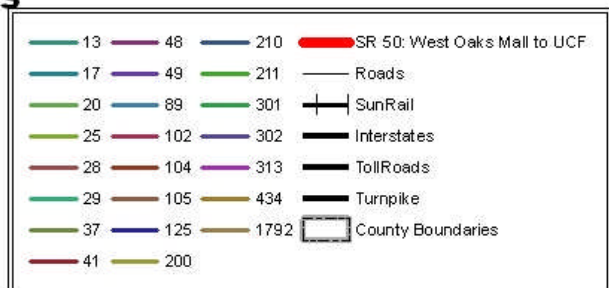 13 48 210 SR 50: West Oaks Mall to UCF
17 49 211 Roads
20 89 301 SunRail
25 102 302 Interstates
28 104 313 TollRoads
29 105 434 Turnpike
37 125 1792 County Boundaries
41 200